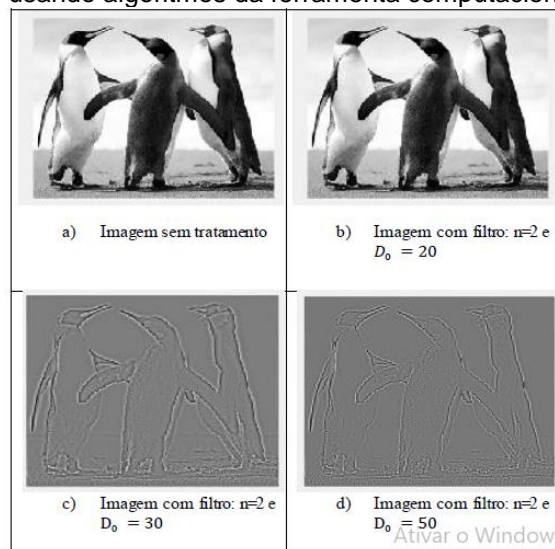 usando algoritmos da ferramenta computacion
a) Imagem sem tratamento
b) Imagem com filtro: n=2 e
D₀ = 20
c) Imagem com filtro: n=2 e
D₀ = 30
d) Imagem com filtro: n=2 e
D₀ = 50
Ativar o Window